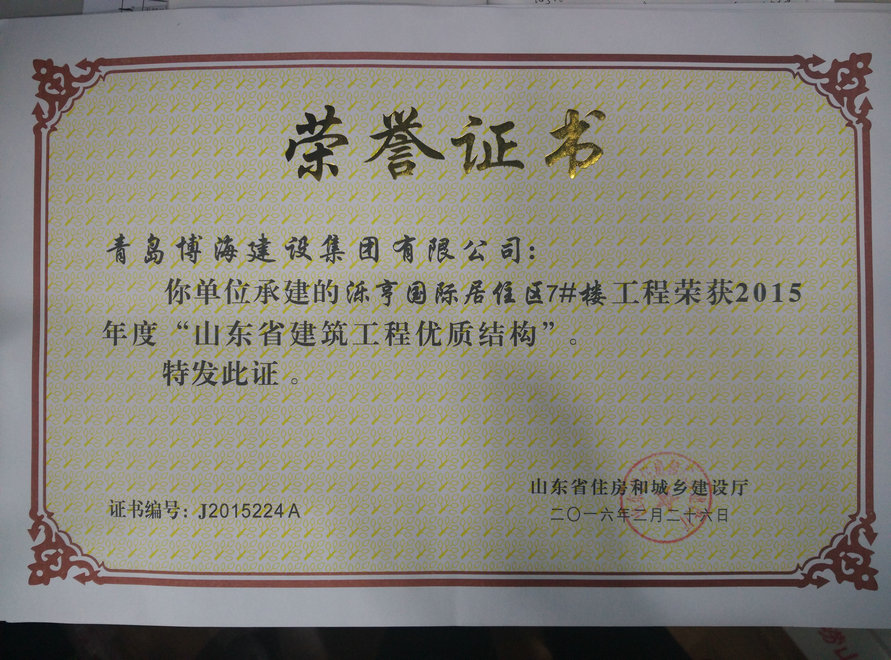 荣誉证书
青岛博海建设集团有限公司：
你单位承建的泺亨国际居住区7#楼工程荣获2015
年度“山东省建筑工程优质结构”。
特发此证。
山东省住房和城乡建设厅
证书编号：J2015224A
二〇一六年二月二十六日